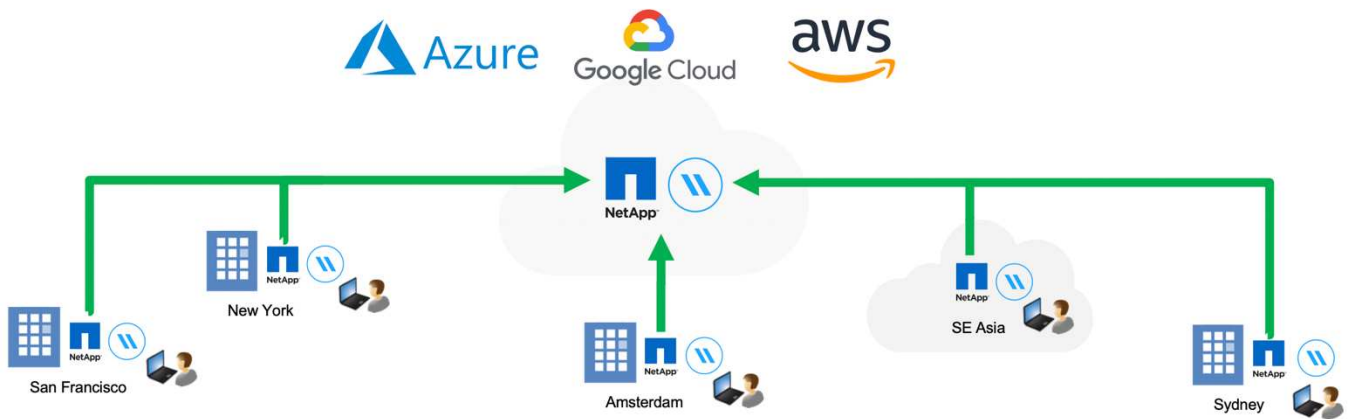 Azure
Google Cloud
aws
NetApp
NetApp
New York
NetApp
SE Asia
NetApp
San Francisco
NetApp
Amsterdam
NetApp
Sydney